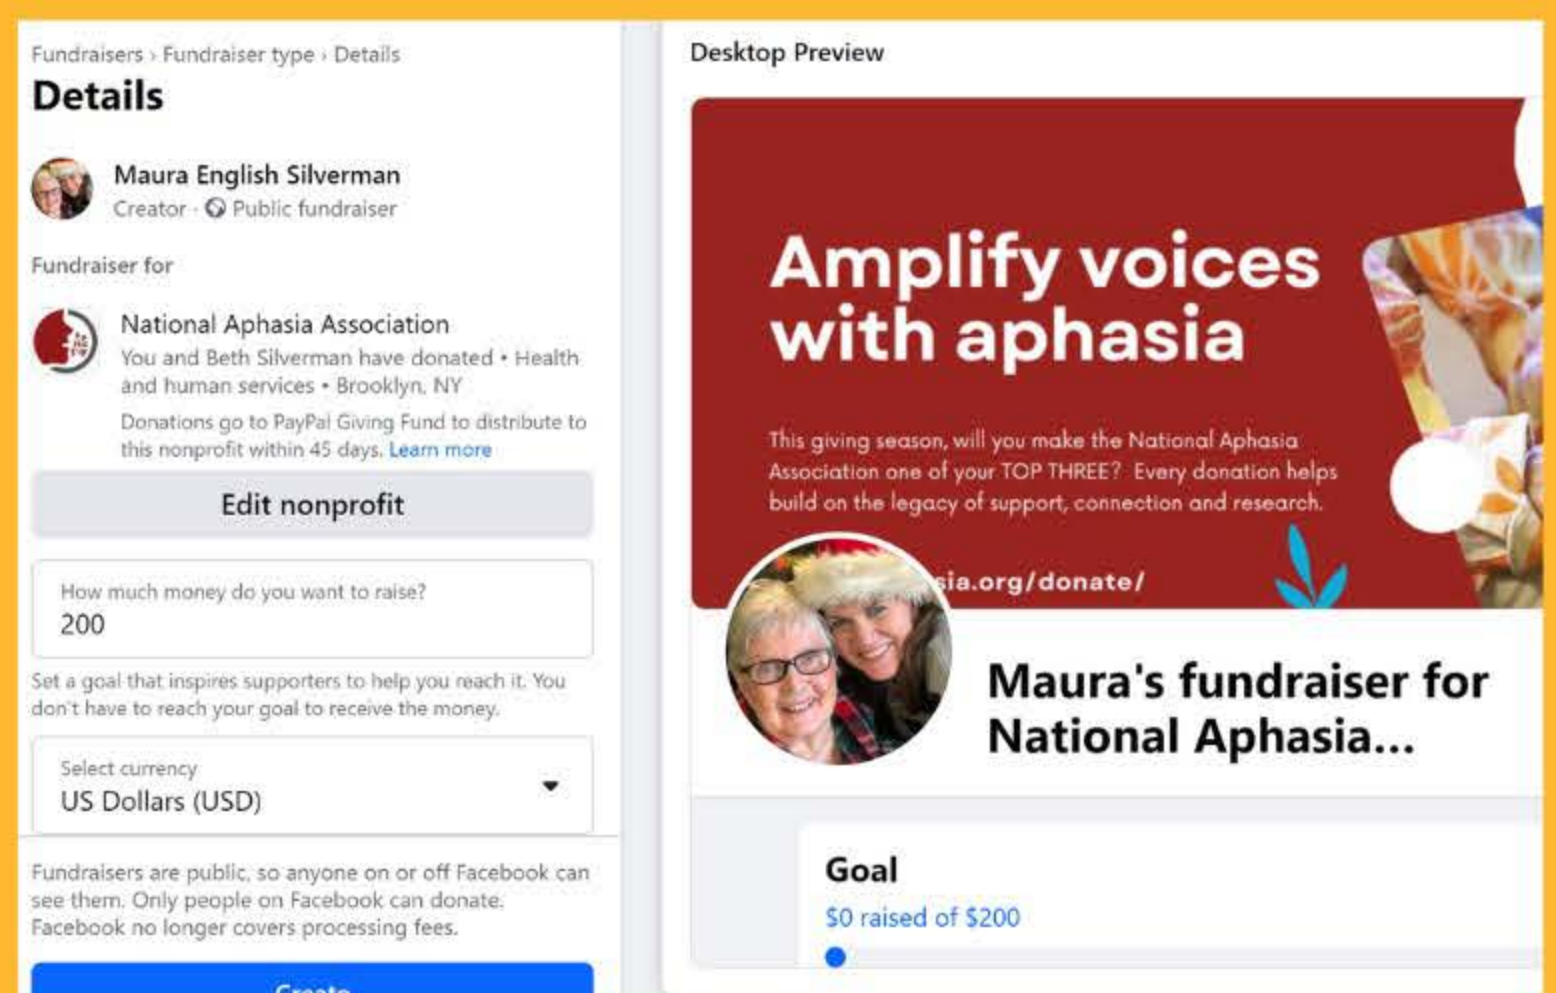 Fundraisers › Fundraiser type › Details
Details
Maura English Silverman
Creator · Public fundraiser
Fundraiser for
National Aphasia Association
You and Beth Silverman have donated • Health
and human services • Brooklyn, NY
Donations go to PayPal Giving Fund to distribute to
this nonprofit within 45 days. Learn more
Edit nonprofit
How much money do you want to raise?
200
Set a goal that inspires supporters to help you reach it. You
don't have to reach your goal to receive the money.
Select currency
US Dollars (USD)
Fundraisers are public, so anyone on or off Facebook can
see them. Only people on Facebook can donate.
Facebook no longer covers processing fees.
Create
Desktop Preview
Amplify voices
with aphasia
This giving season, will you make the National Aphasia
Association one of your TOP THREE? Every donation helps
build on the legacy of support, connection and research.
sia.org/donate/
Maura's fundraiser for
National Aphasia...
Goal
$0 raised of $200